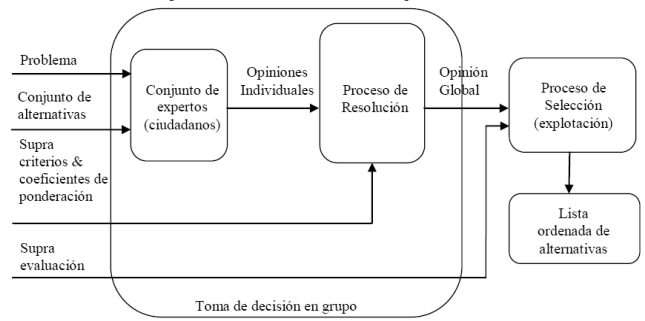 Problema
Conjunto de
alternativas
Supra
criterios &
coeficientes de
ponderación
Supra
evaluación
Conjunto de
expertos
(ciudadanos)
Opiniones
Individuales
Proceso de
Resolución
Opinión
Global
Proceso de
Selección
(explotación)
Lista
ordenada de
alternativas
Toma de decisión en grupo